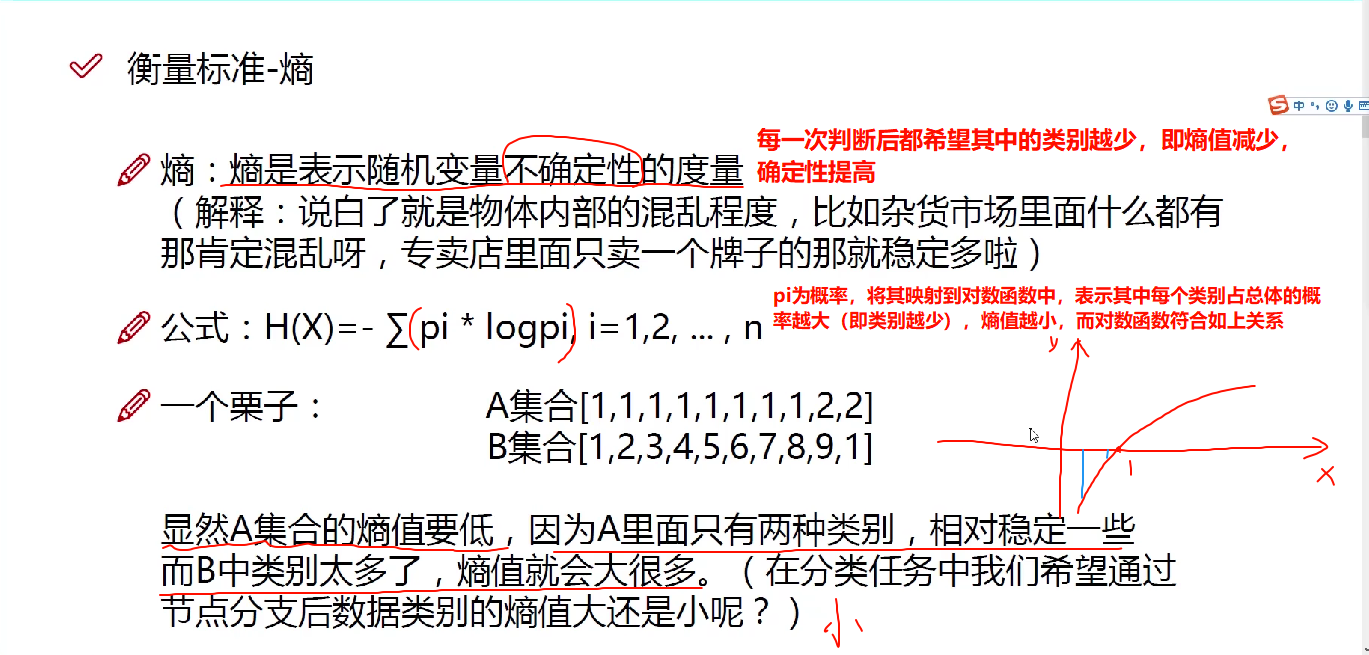 衡量标准-熵
中
每一次判断后都希望其中的类别越少，即熵值减少，
确定性提高
熵：熵是表示随机变量不确定性的度量
（解释：说白了就是物体内部的混乱程度，比如杂货市场里面什么都有
那肯定混乱呀，专卖店里面只卖一个牌子的那就稳定多啦）
pi为概率，将其映射到对数函数中，表示其中每个类别占总体的概
率越大（即类别越少），熵值越小，而对数函数符合如上关系
公式：H(X)=- ∑(pi * logpi, i=1,2, ... , n
y
一个栗子：
A集合[1,1,1,1,1,1,1,1,2,2]
B集合[1,2,3,4,5,6,7,8,9,1]
1
x
显然A集合的熵值要低，因为A里面只有两种类别，相对稳定一些
而B中类别太多了，熵值就会大很多。（在分类任务中我们希望通过
节点分支后数据类别的熵值大还是小呢？）
小